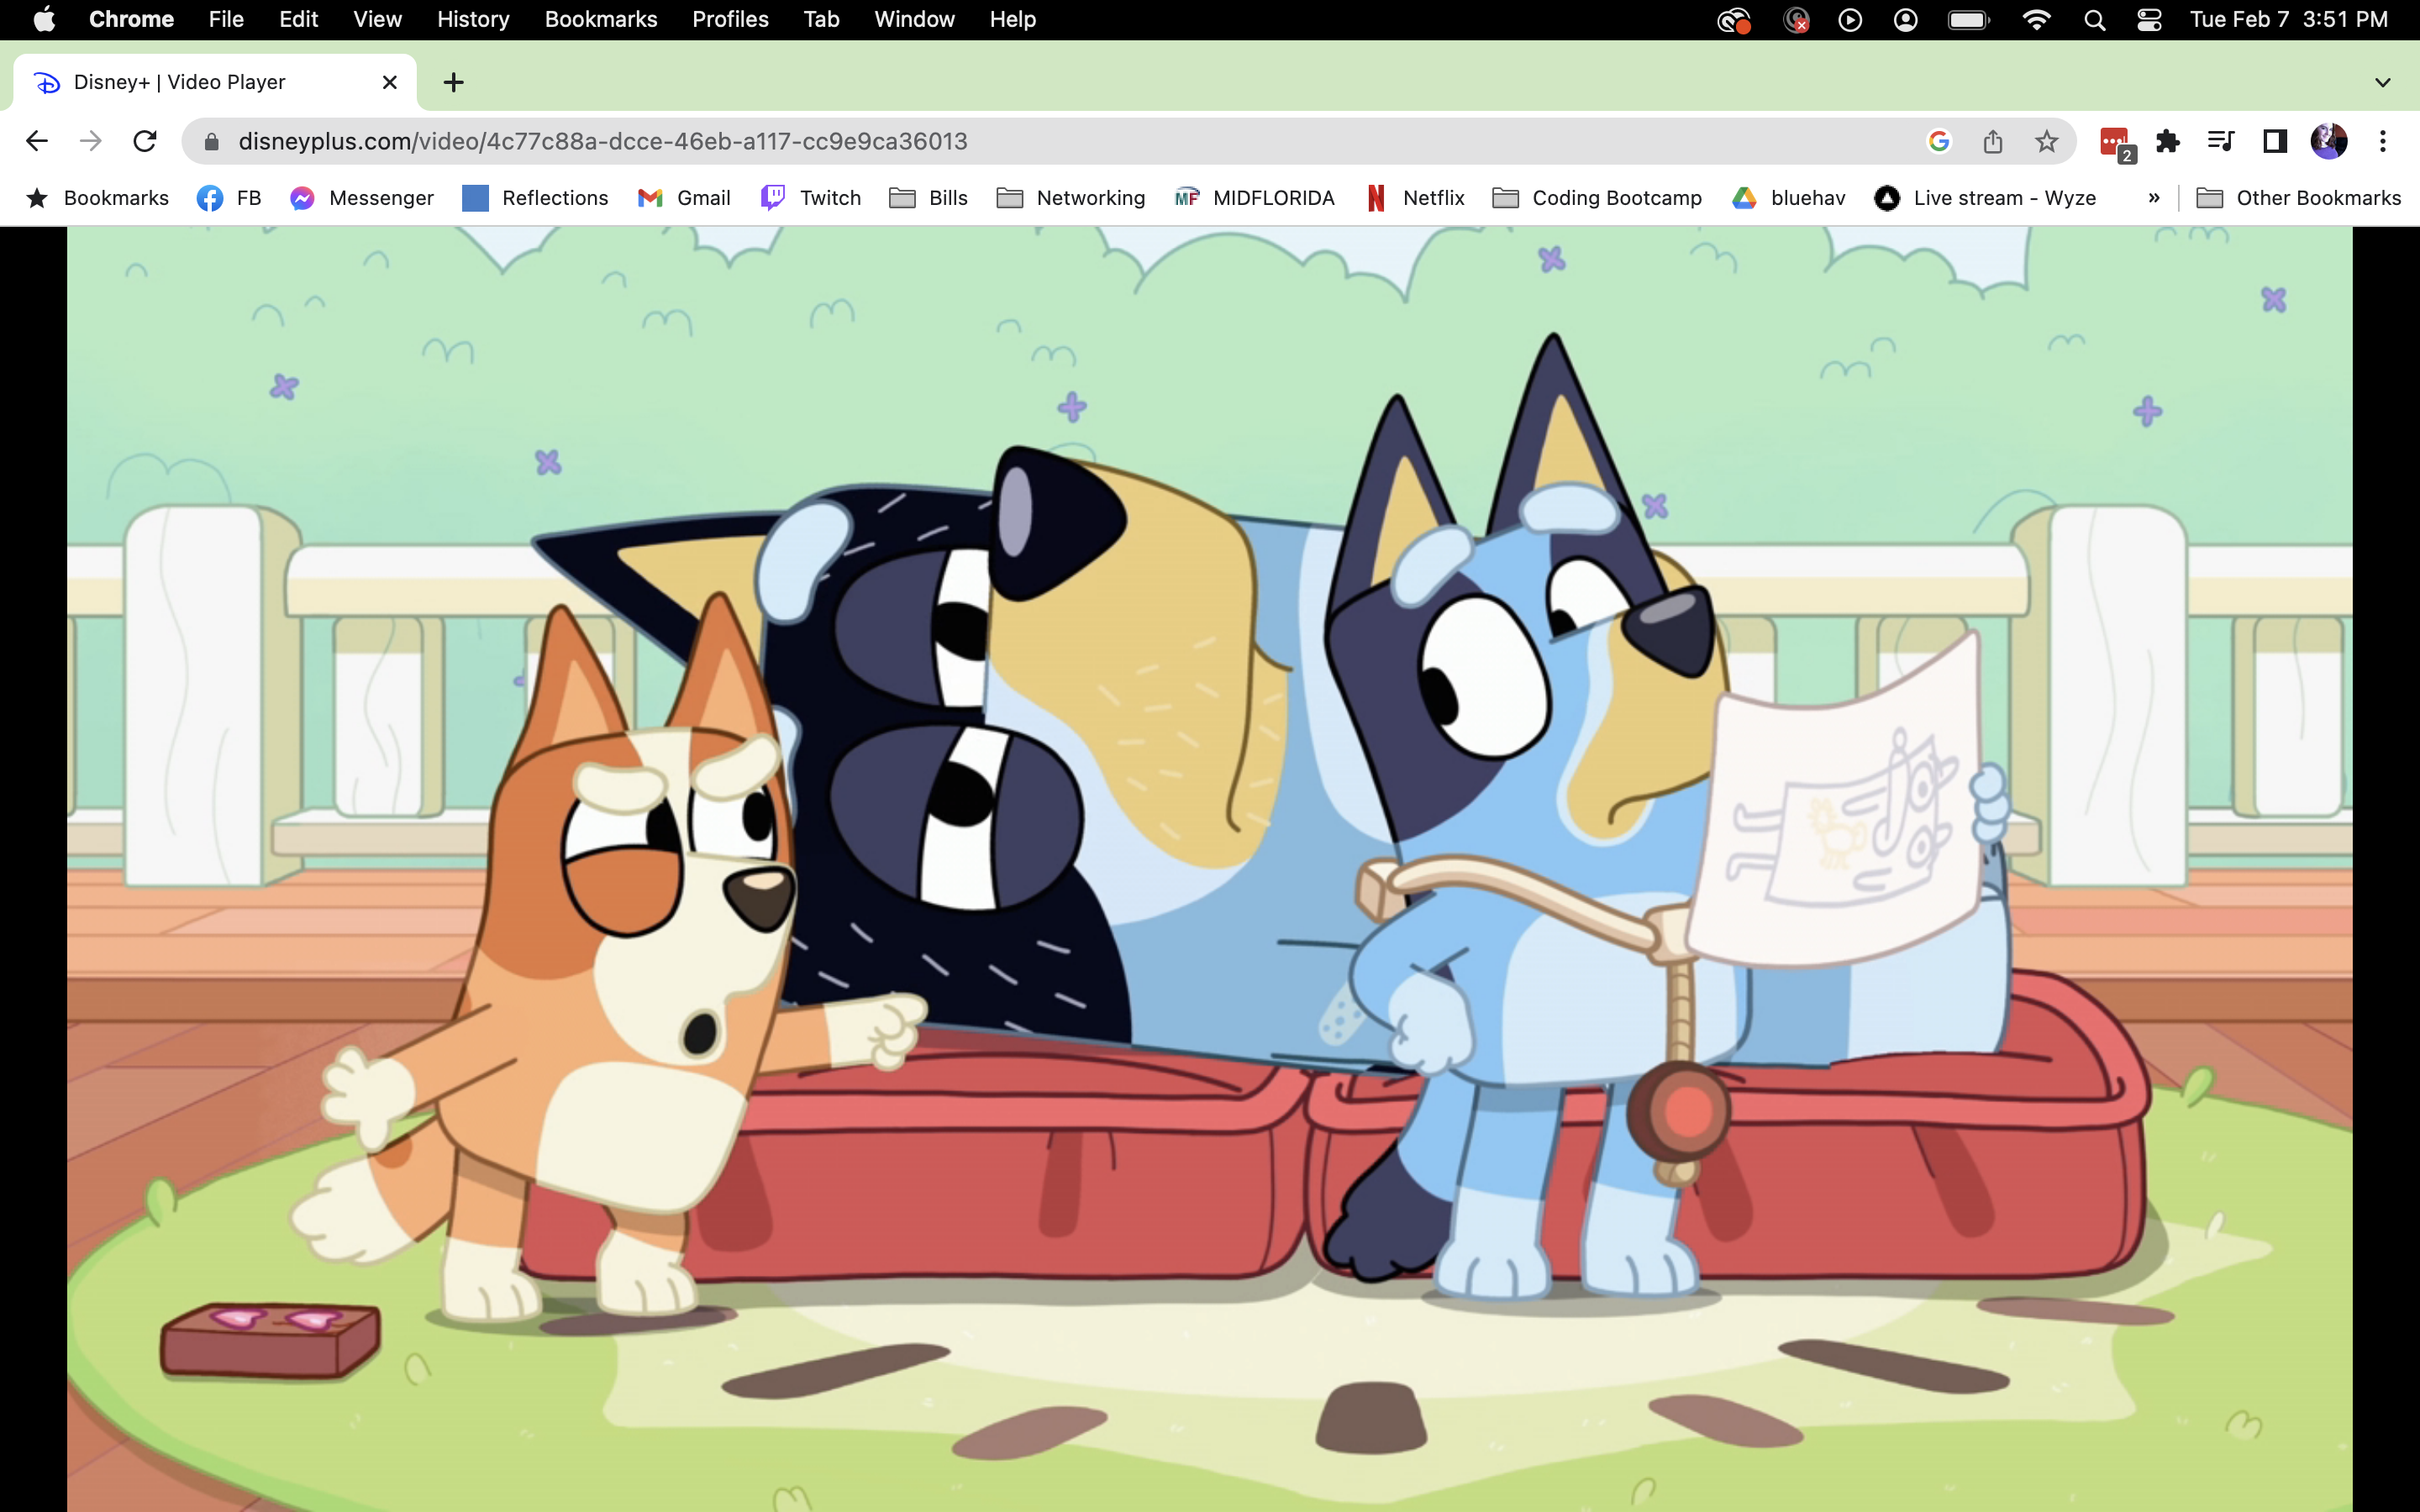 Chrome File Edit View History Bookmarks Profiles Tab Window Help Tue Feb 7 3:51 PM
Disney+ | Video Player
disneyplus.com/video/4c77c88a-dcce-46eb-a117-cc9e9ca36013
2
Bookmarks FB Messenger Reflections Gmail Twitch Bills Networking MF MIDFLORIDA N Netflix Coding Bootcamp bluehav Live stream - Wyze » Other Bookmarks